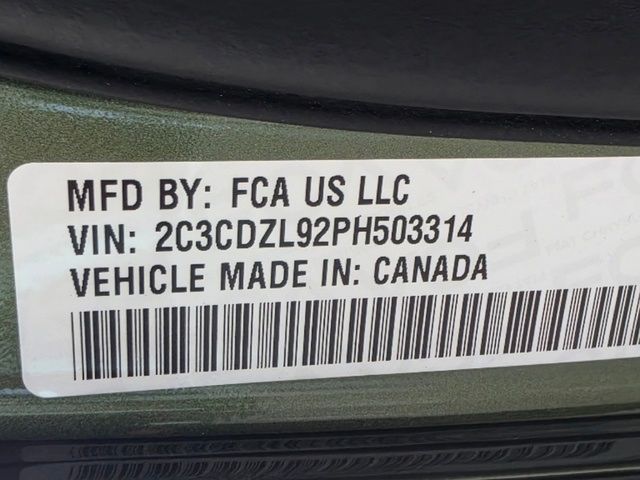 MFD BY: FCA US LLC
VIN: 2C3CDZL92PH503314
VEHICLE MADE IN: CANADA